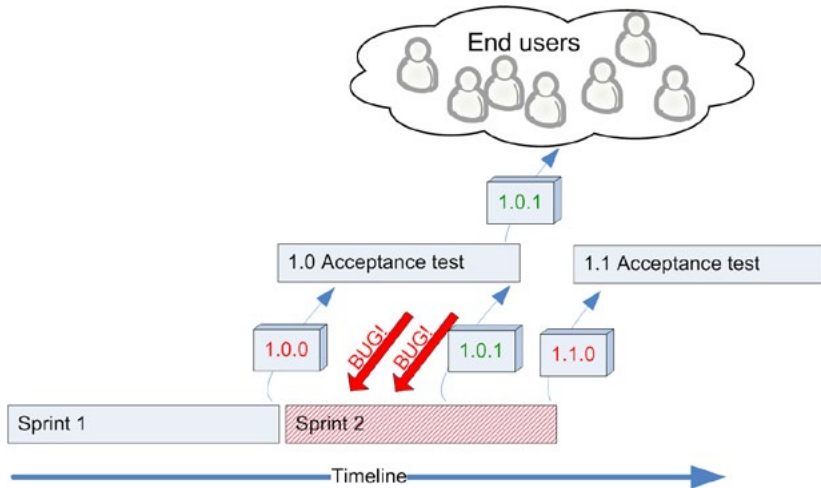 End users
1.0.1
1.0 Acceptance test
1.1 Acceptance test
1.0.0
BUG!
BUG!
1.0.1
1.1.0
Sprint 1
Sprint 2
Timeline